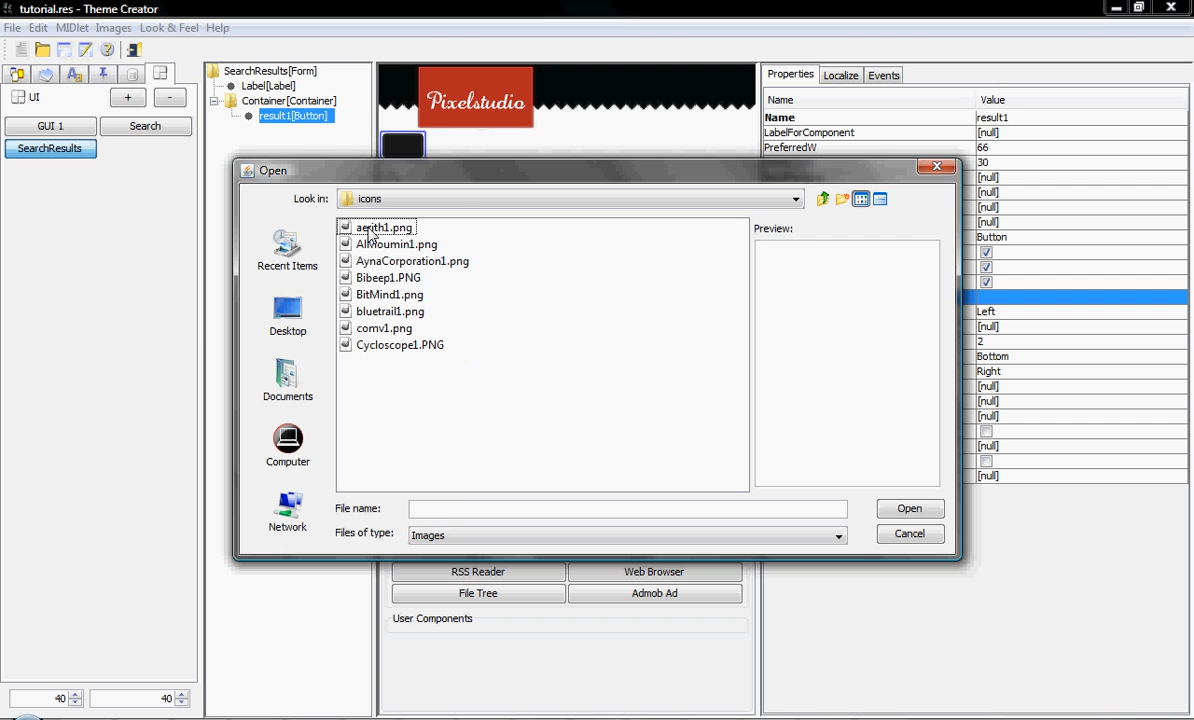 tutorial.res - Theme Creator
File Edit MIDlet Images Look & Feel Help
UI + -
GUI 1 Search
SearchResults
SearchResults[Form]
Label[Label]
Container[Container]
result1[Button]
Pixelstudio
Properties Localize Events
Name Value
Name result1
LabelForComponent [null]
PreferredW 66
30
[null]
[null]
[null]
[null]
Button
Left
[null]
2
Bottom
Right
[null]
[null]
[null]
[null]
[null]
Open
Look in: icons
Recent Items
Desktop
Documents
Computer
Network
aerith1.png
AynaCorporation1.png
Bibeep1.PNG
BitMind1.png
bluetrail1.png
comv1.png
Cycloscope1.PNG
Preview:
File name: Open
Files of type: Images Cancel
RSS Reader Web Browser
File Tree Admob Ad
User Components
40 40